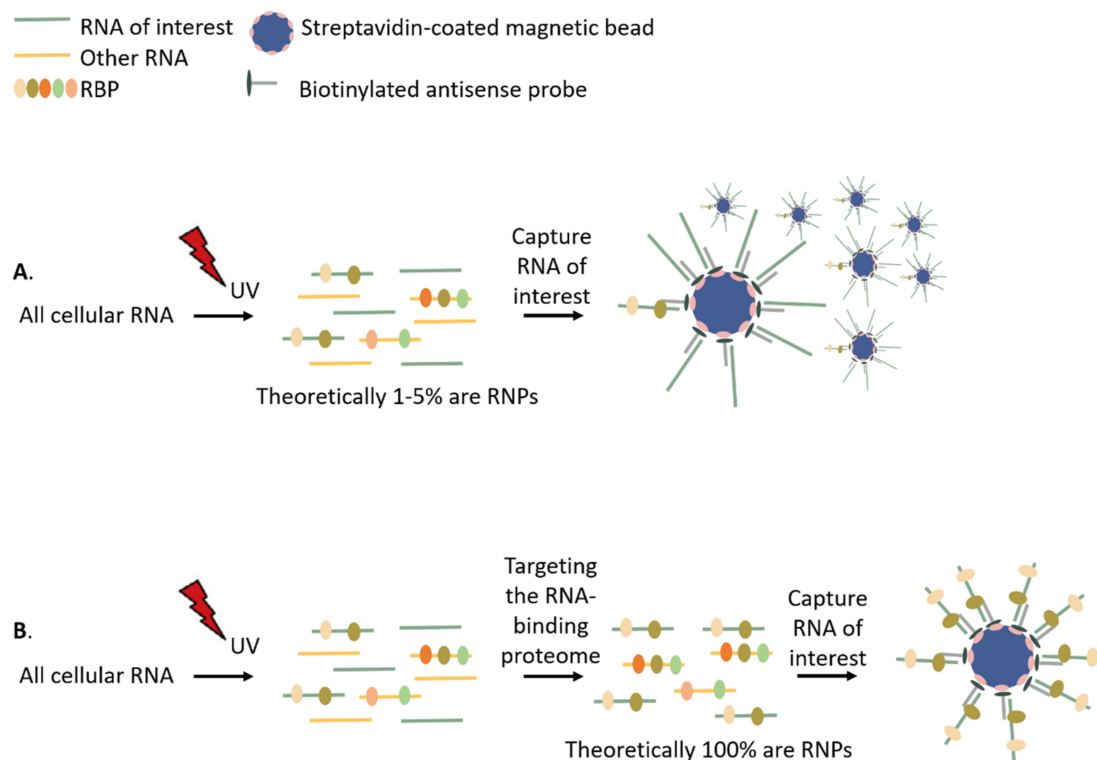 RNA of interest
Streptavidin-coated magnetic bead
Other RNA
RBP
Biotinylated antisense probe
A.
UV
All cellular RNA
Theoretically 1-5% are RNPs
Capture
RNA of
interest
B.
UV
All cellular RNA
Targeting
the RNA-
binding
proteome
Theoretically 100% are RNPs
Capture
RNA of
interest